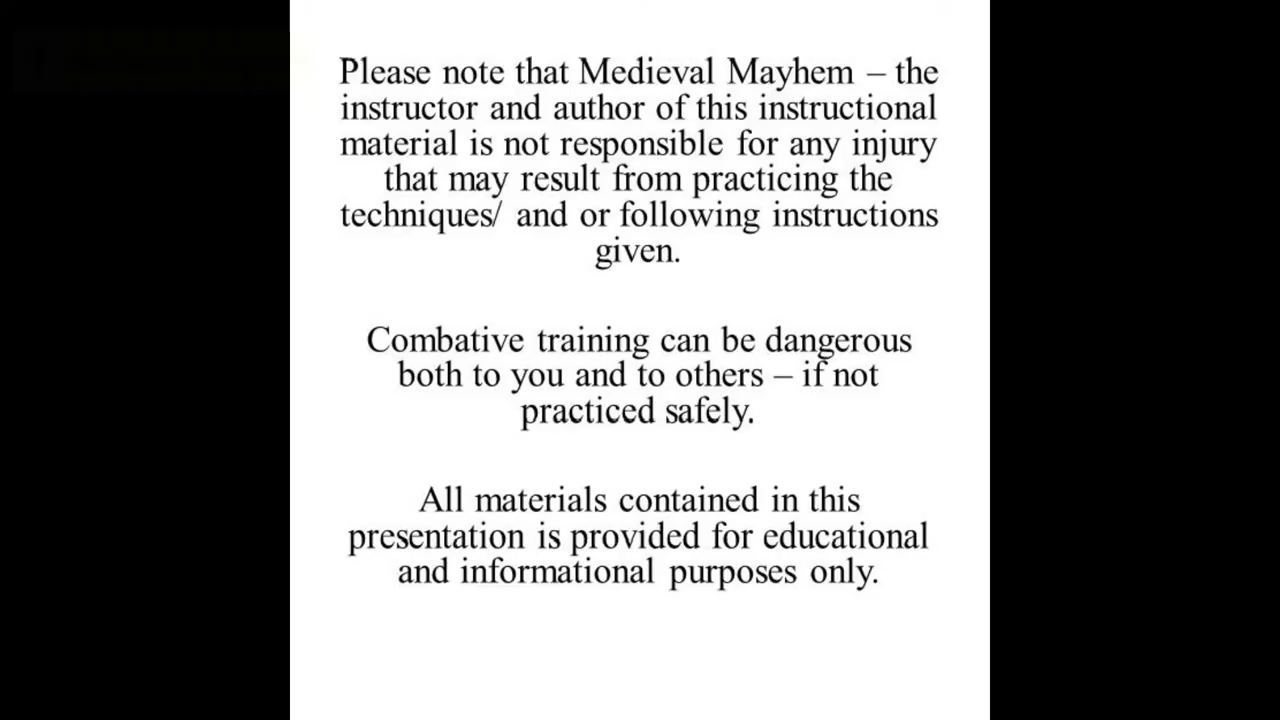 Please note that Medieval Mayhem – the
instructor and author of this instructional
material is not responsible for any injury
that may result from practicing the
techniques/ and or following instructions
given.
Combative training can be dangerous
both to you and to others – if not
practiced safely.
All materials contained in this
presentation is provided for educational
and informational purposes only.